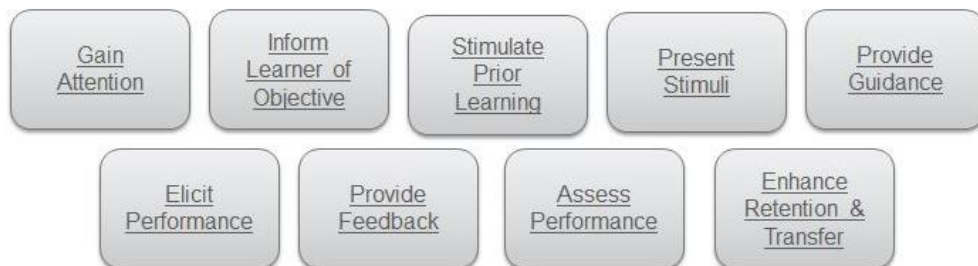 Gain
Attention
Inform
Learner of
Objective
Stimulate
Prior
Learning
Present
Stimuli
Provide
Guidance
Elicit
Performance
Provide
Feedback
Assess
Performance
Enhance
Retention &
Transfer